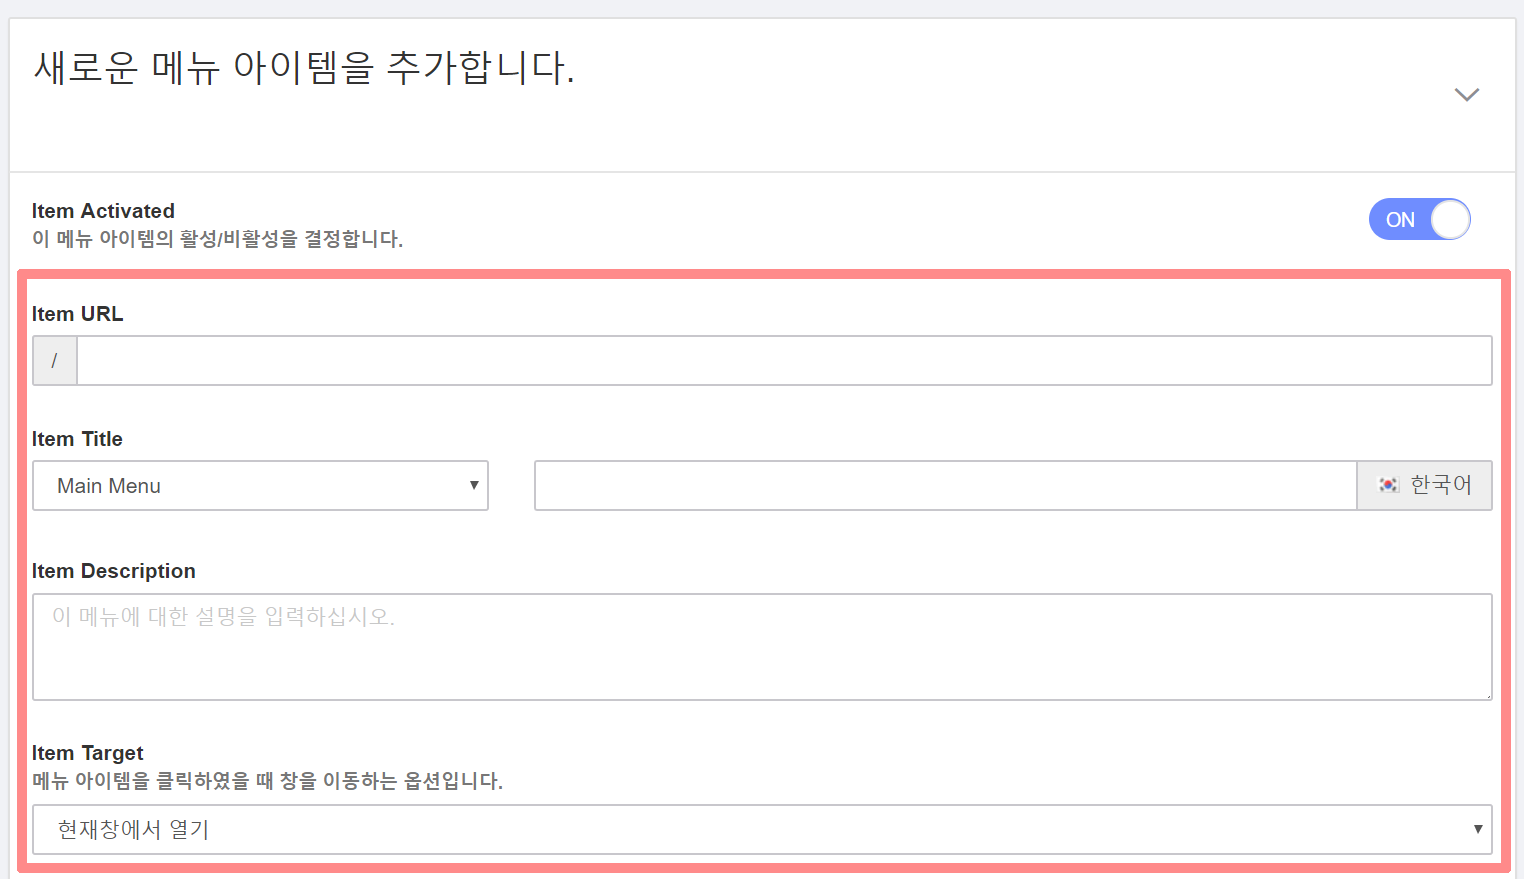 새로운 메뉴 아이템을 추가합니다.
Item Activated
이 메뉴 아이템의 활성/비활성을 결정합니다.
ON
Item URL
/
Item Title
Main Menu
한국어
Item Description
이 메뉴에 대한 설명을 입력하십시오.
Item Target
메뉴 아이템을 클릭하였을 때 창을 이동하는 옵션입니다.
현재창에서 열기